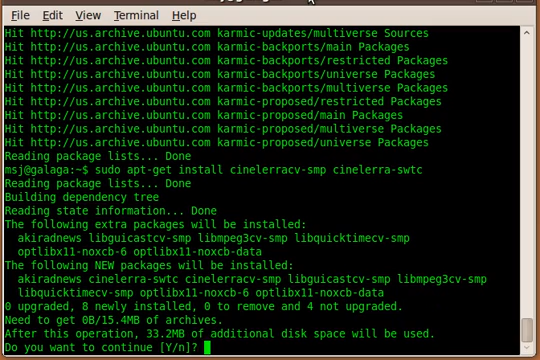 File Edit View Terminal Help
Hit http://us.archive.ubuntu.com karmic-updates/multiverse Sources
Hit http://us.archive.ubuntu.com karmic-backports/main Packages
Hit http://us.archive.ubuntu.com karmic-backports/restricted Packages
Hit http://us.archive.ubuntu.com karmic-backports/universe Packages
Hit http://us.archive.ubuntu.com karmic-backports/multiverse Packages
Hit http://us.archive.ubuntu.com karmic-proposed/restricted Packages
Hit http://us.archive.ubuntu.com karmic-proposed/main Packages
Hit http://us.archive.ubuntu.com karmic-proposed/multiverse Packages
Hit http://us.archive.ubuntu.com karmic-proposed/universe Packages
Reading package lists... Done
msj@galaga:~$ sudo apt-get install cinelerracv-smp cinelerra-swtc
Reading package lists... Done
Building dependency tree
Reading state information... Done
The following extra packages will be installed:
akiradnews libguicastcv-smp libmpeg3cv-smp libquicktimecv-smp
optlibx11-noxcb-6 optlibx11-noxcb-data
The following NEW packages will be installed:
akiradnews cinelerra-swtc cinelerracv-smp libguicastcv-smp libmpeg3cv-smp
libquicktimecv-smp optlibx11-noxcb-6 optlibx11-noxcb-data
0 upgraded, 8 newly installed, 0 to remove and 4 not upgraded.
Need to get 0B/15.4MB of archives.
After this operation, 33.2MB of additional disk space will be used.
Do you want to continue [Y/n]?